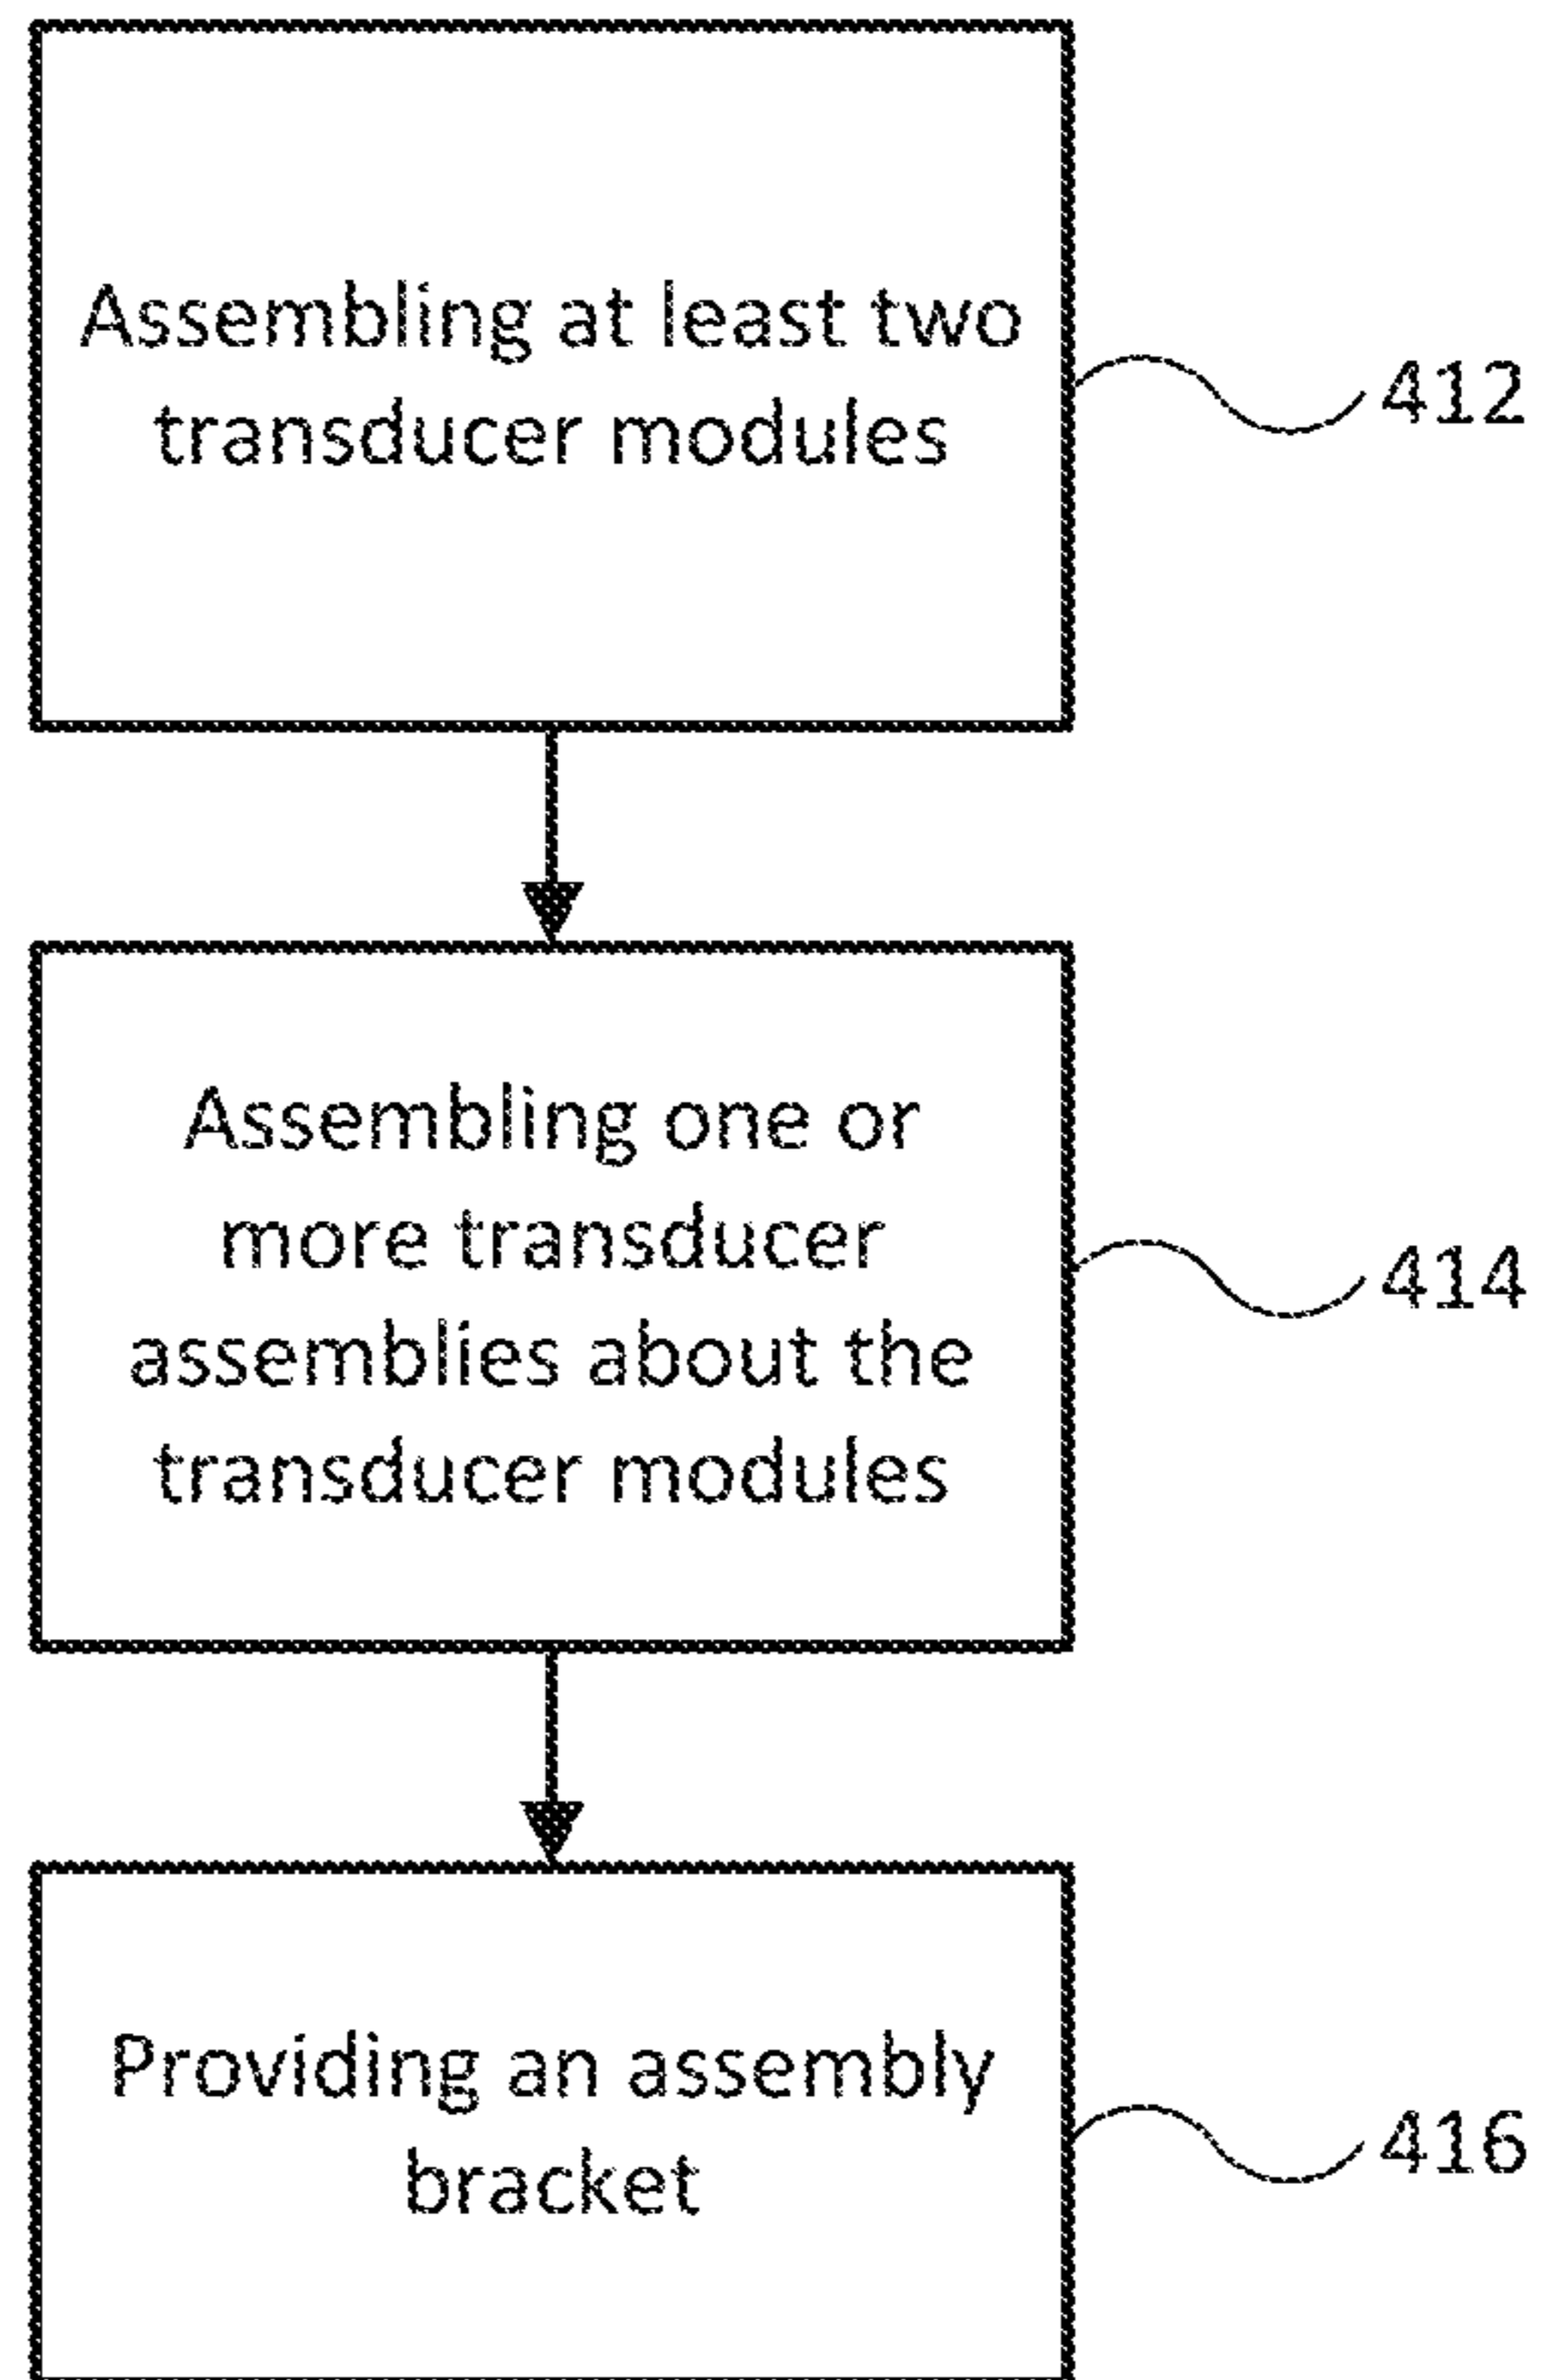 Assembling at least two
transducer modules
412
Assembling one or
more transducer
assemblies about the
transducer modules
414
Providing an assembly
bracket
416